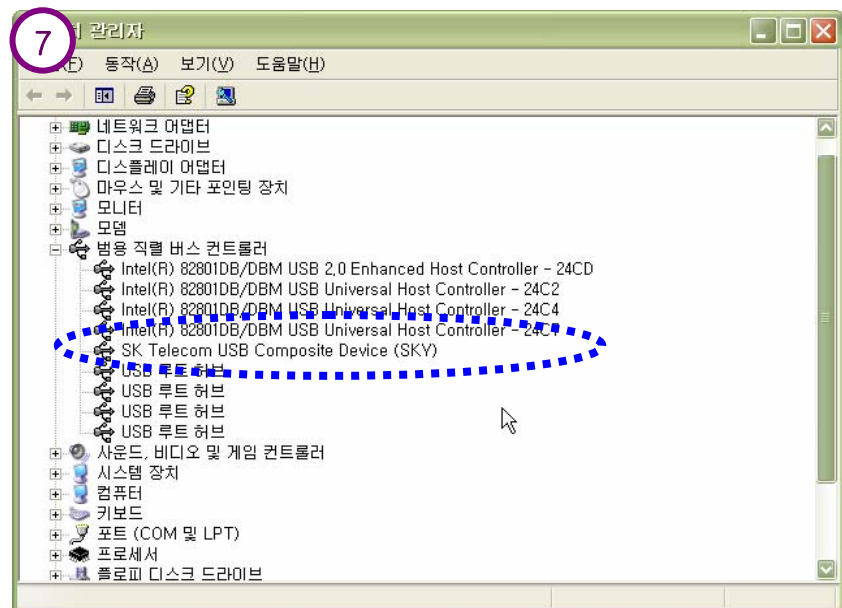 7
관리자
(F) 동작(A) 보기(V) 도움말(H)
네트워크 어댑터
디스크 드라이브
디스플레이 어댑터
마우스 및 기타 포인팅 장치
모니터
모뎀
범용 직렬 버스 컨트롤러
Intel(R) 82801DB/DBM USB 2.0 Enhanced Host Controller - 24CD
Intel(R) 82801DB/DBM USB Universal Host Controller - 24C2
Intel(R) 82801DB/DBM USB Universal Host Controller - 24C4
Intel(R) 82801DB/DBM USB Universal Host Controller -
SK Telecom USB Composite Device (SKY)
USB 루트 허브
USB 루트 허브
USB 루트 허브
USB 루트 허브
사운드, 비디오 및 게임 컨트롤러
시스템 장치
컴퓨터
키보드
포트 (COM 및 LPT)
프로세서
플로피 디스크 드라이브